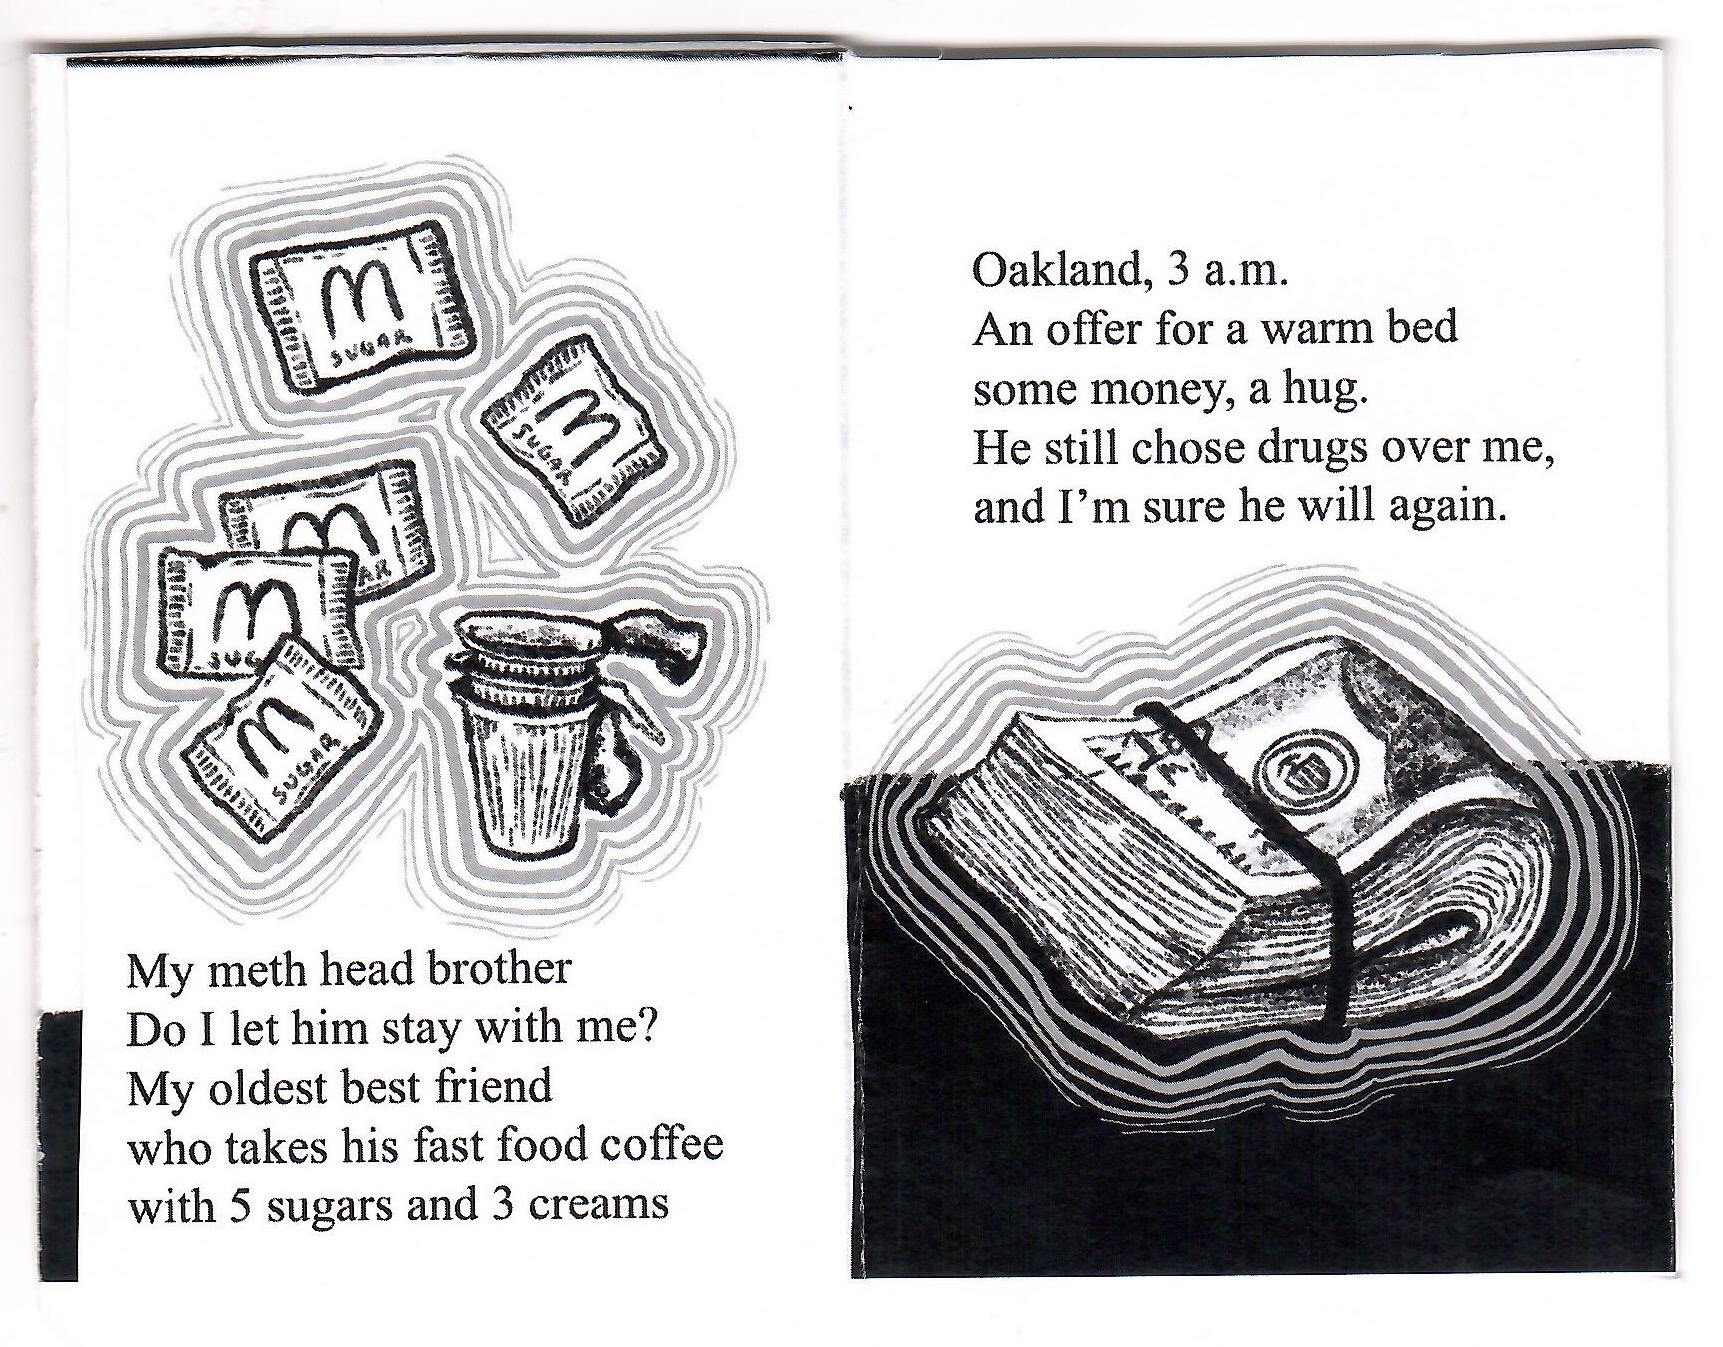 M
SUGAR
M
SUGAR
M
AR
M
SUG
M
SUGAR
My meth head brother
Do I let him stay with me?
My oldest best friend
who takes his fast food coffee
with 5 sugars and 3 creams
Oakland, 3 a.m.
An offer for a warm bed
some money, a hug.
He still chose drugs over me,
and I’m sure he will again.